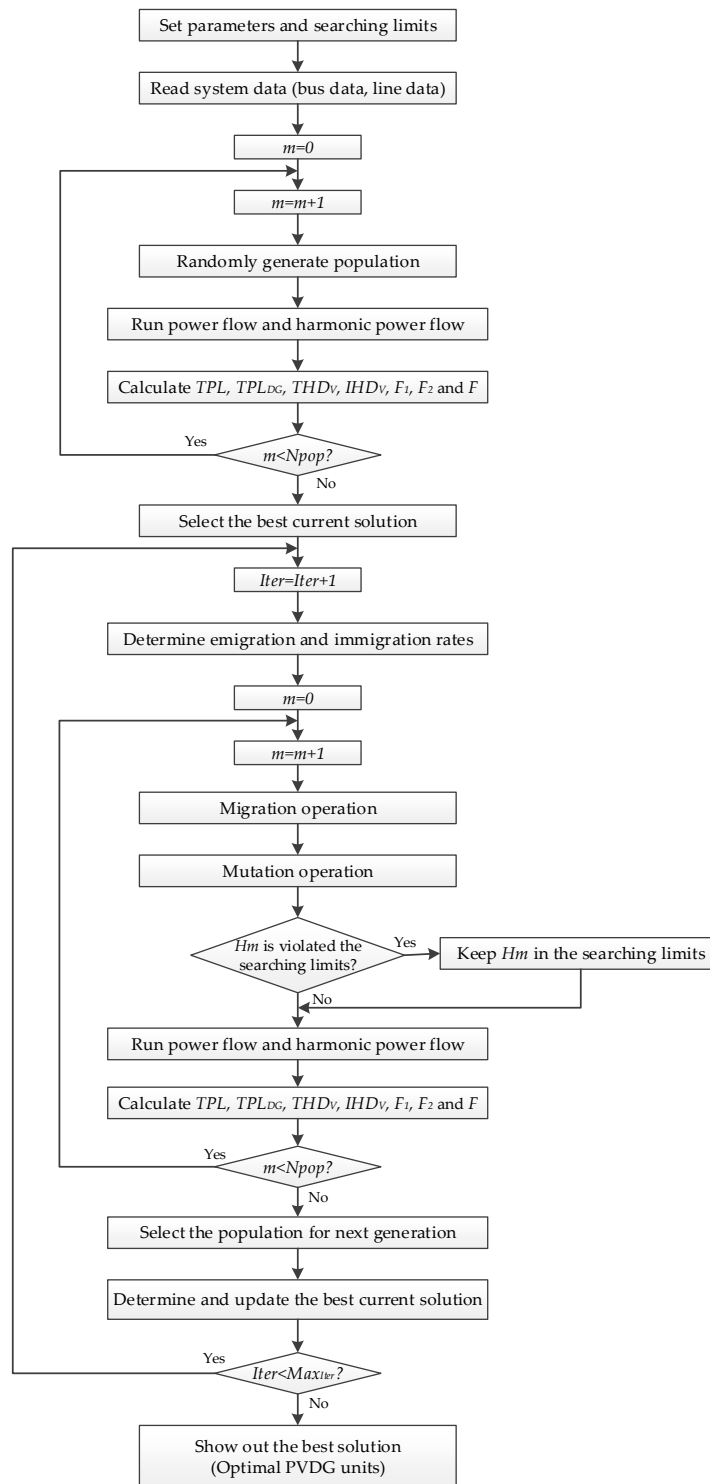 Set parameters and searching limits
Read system data (bus data, line data)
m=0
m=m+1
Randomly generate population
Run power flow and harmonic power flow
Calculate TPL, TPLDG, THDV, IHDV, F1, F2 and F
Yes
m<Npop?
No
Select the best current solution
Iter=Iter+1
Determine emigration and immigration rates
m=0
m=m+1
Migration operation
Mutation operation
Hm is violated the
searching limits?
Yes
Keep Hm in the searching limits
No
Run power flow and harmonic power flow
Calculate TPL, TPLDG, THDV, IHDV, F1, F2 and F
Yes
m<Npop?
No
Select the population for next generation
Determine and update the best current solution
Yes
Iter<MaxIter?
No
Show out the best solution
(Optimal PVDG units)